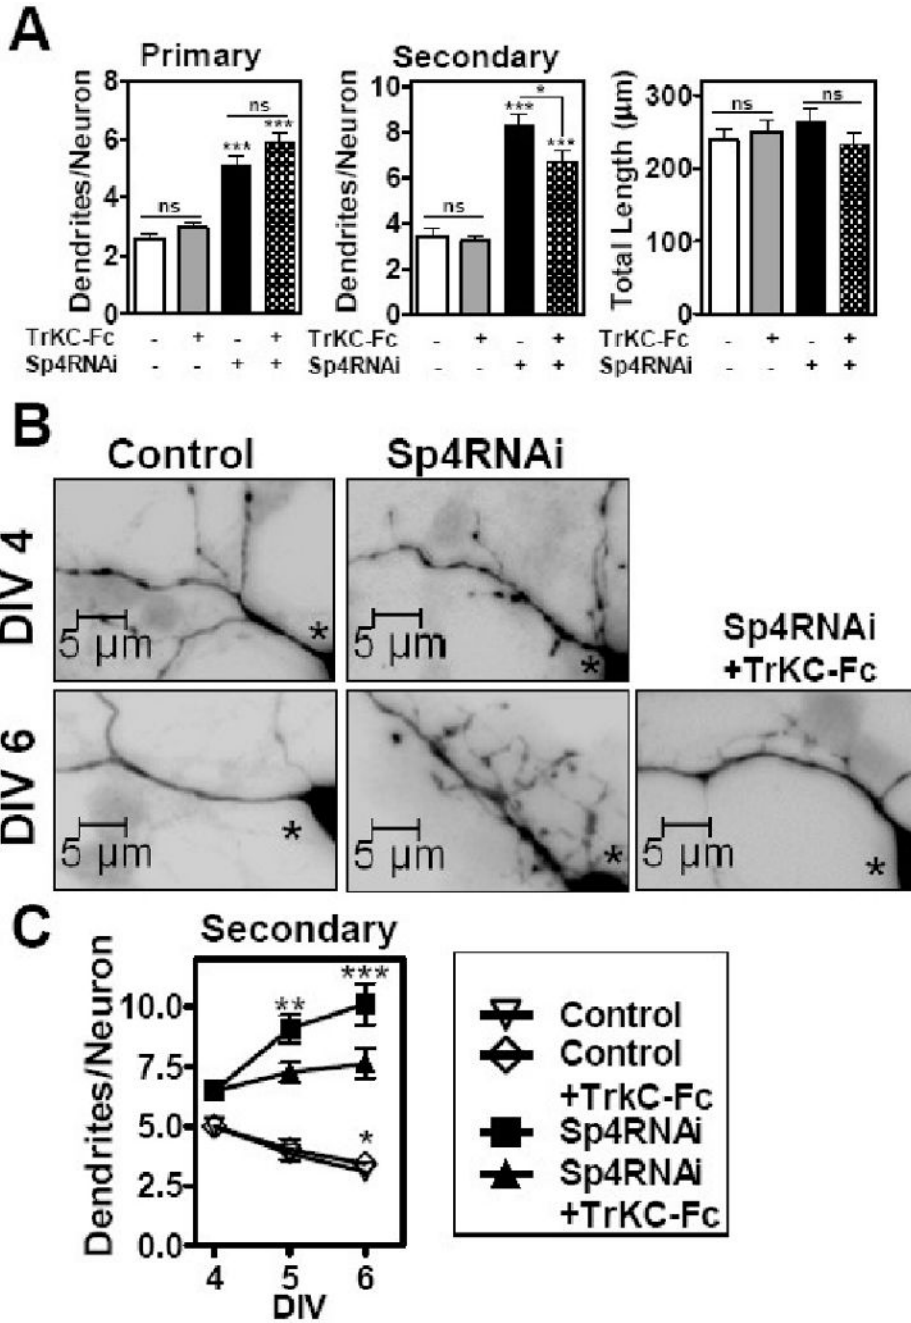 A
Primary
Dendrites/Neuron
8
6
4
2
0
ns
***
***
ns
TrKC-Fc - + - +
Sp4RNAi - - + +
Secondary
Dendrites/Neuron
10
8
6
4
2
0
ns
***
*
***
TrKC-Fc - + - +
Sp4RNAi - - + +
Total Length (µm)
300
200
100
0
ns
ns
TrKC-Fc - + - +
Sp4RNAi - - + +
B
Control
Sp4RNAi
DIV 4
5 µm
*
5 µm
*
Sp4RNAi
+TrKC-Fc
DIV 6
5 µm
*
5 µm
*
5 µm
*
C
Secondary
Dendrites/Neuron
10.0
7.5
5.0
2.5
0.0
**
***
*
4 5 6
DIV
Control
Control
+TrkC-Fc
Sp4RNAi
Sp4RNAi
+TrKC-Fc